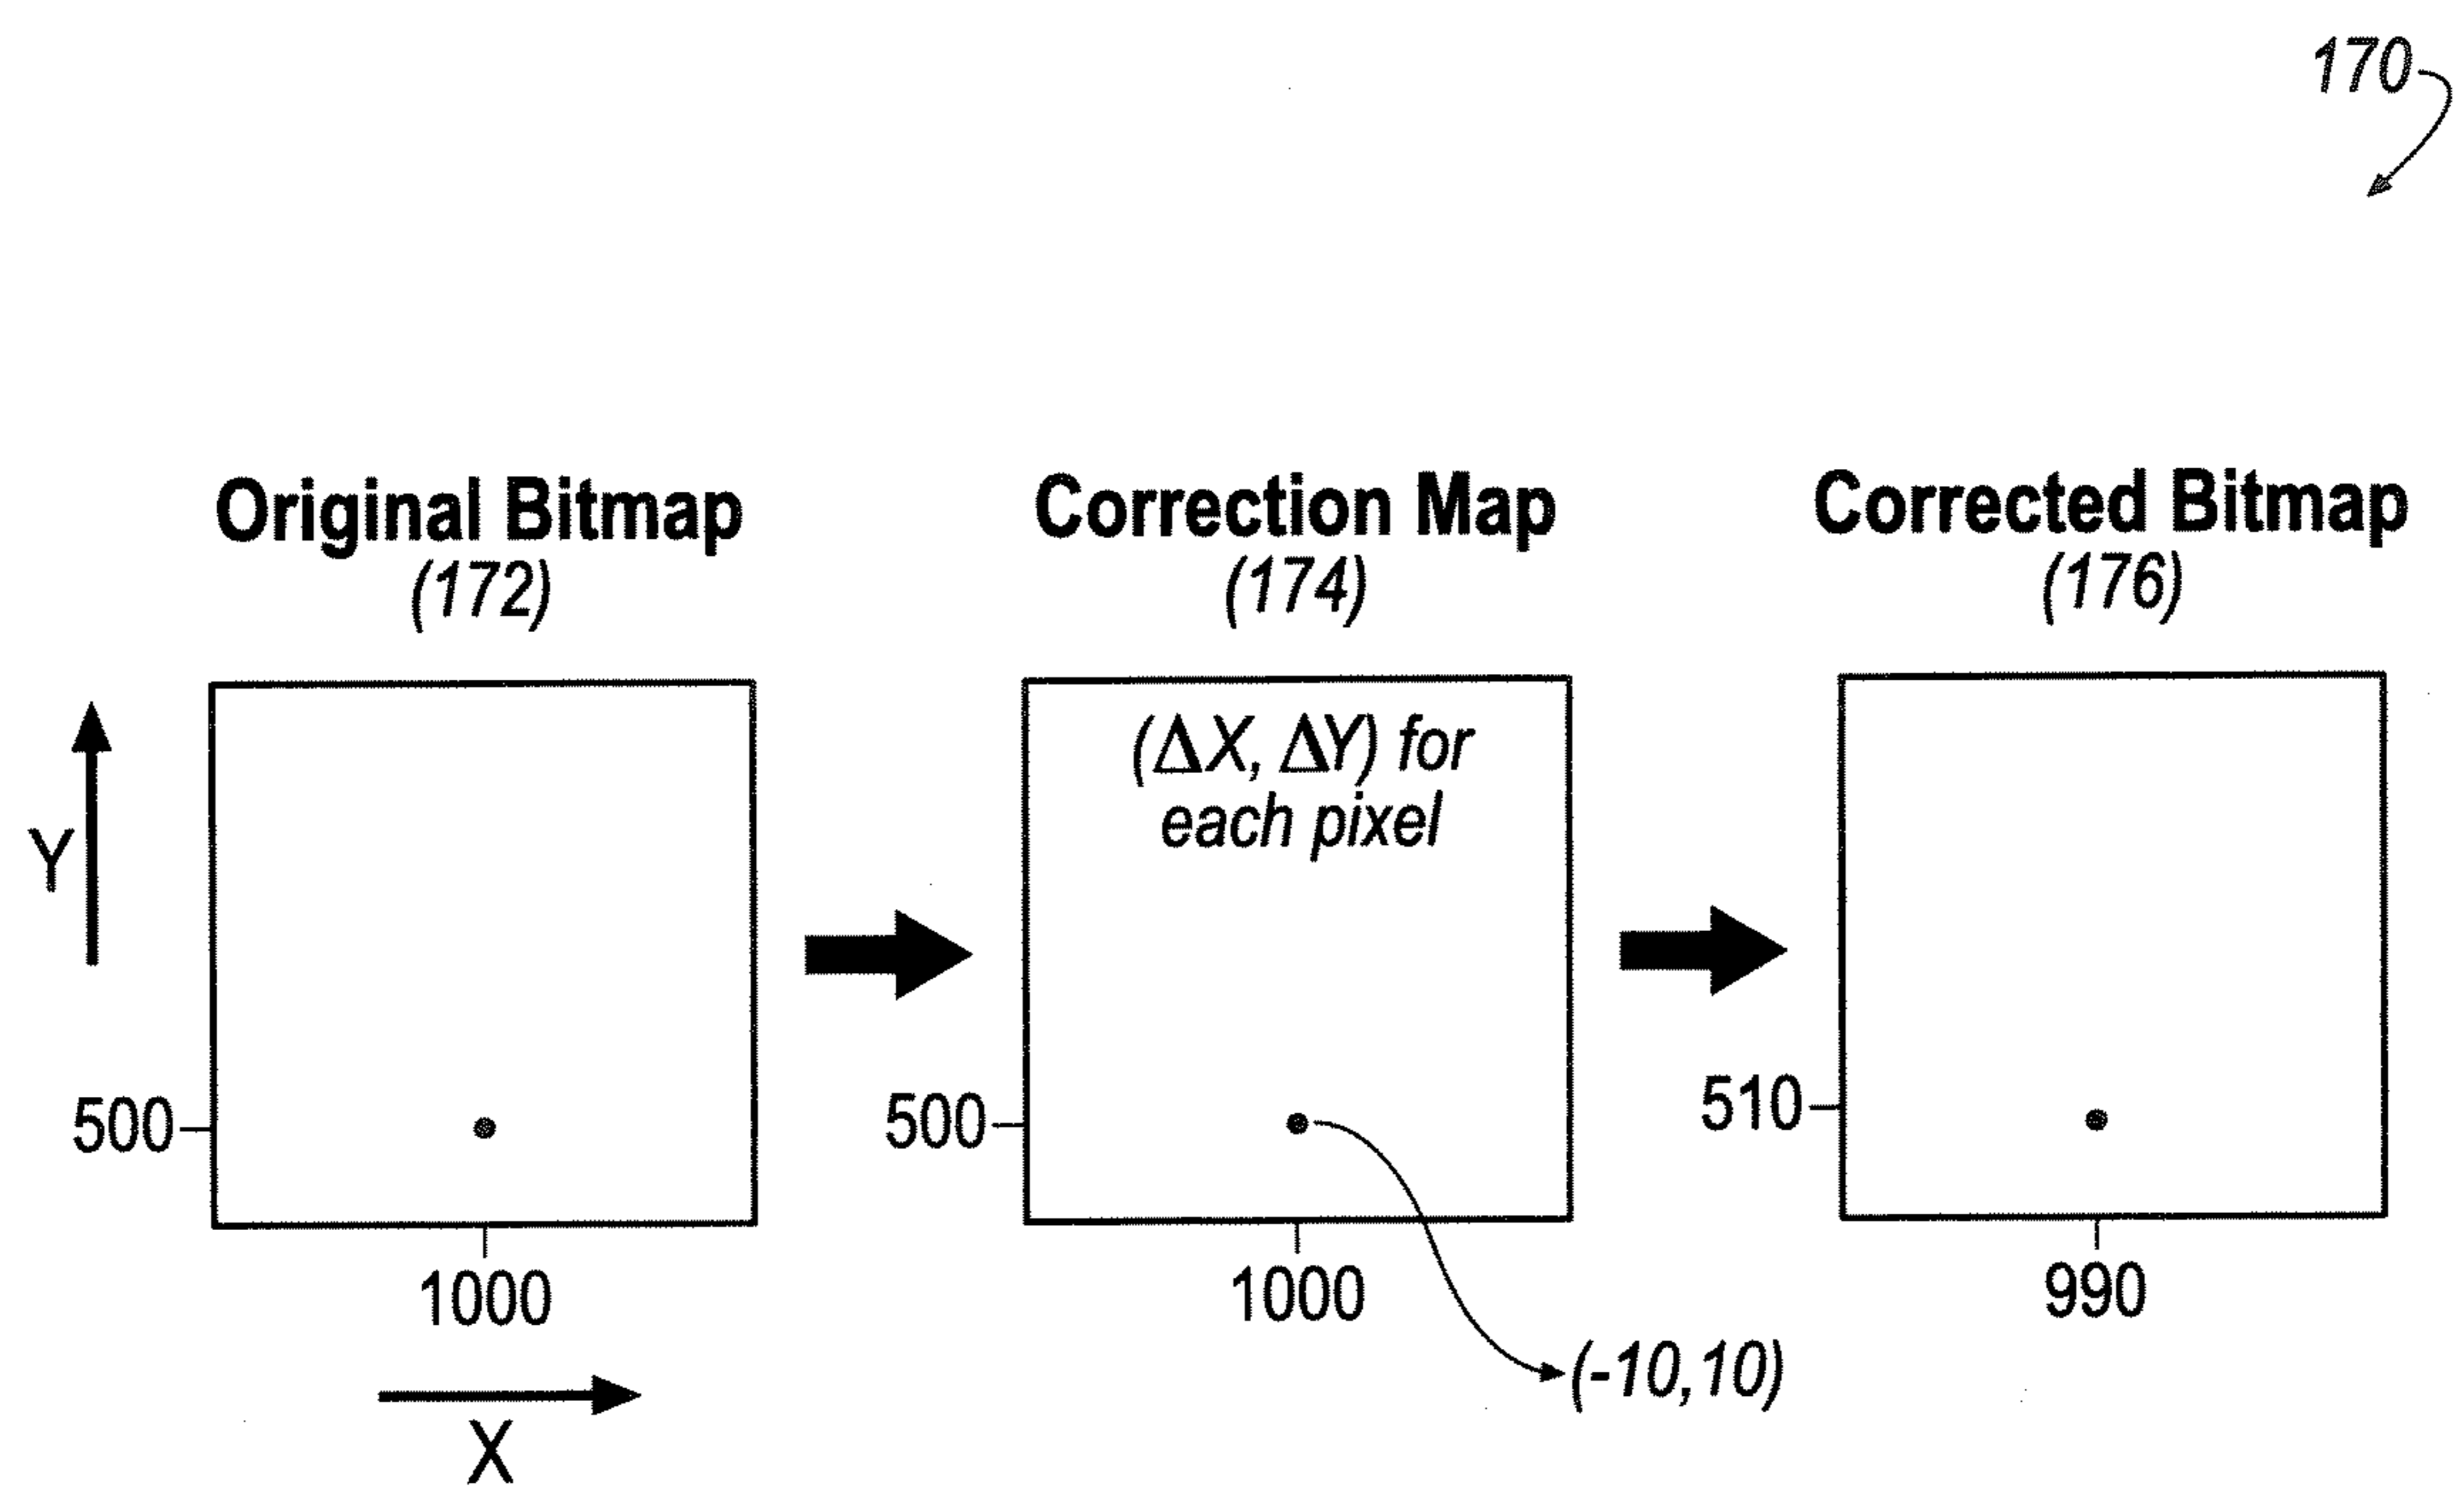 170
Original Bitmap
(172)
Correction Map
(174)
Corrected Bitmap
(176)
Y
(ΔX, ΔY) for
each pixel
500
500
510
1000
1000
990
(-10,10)
X